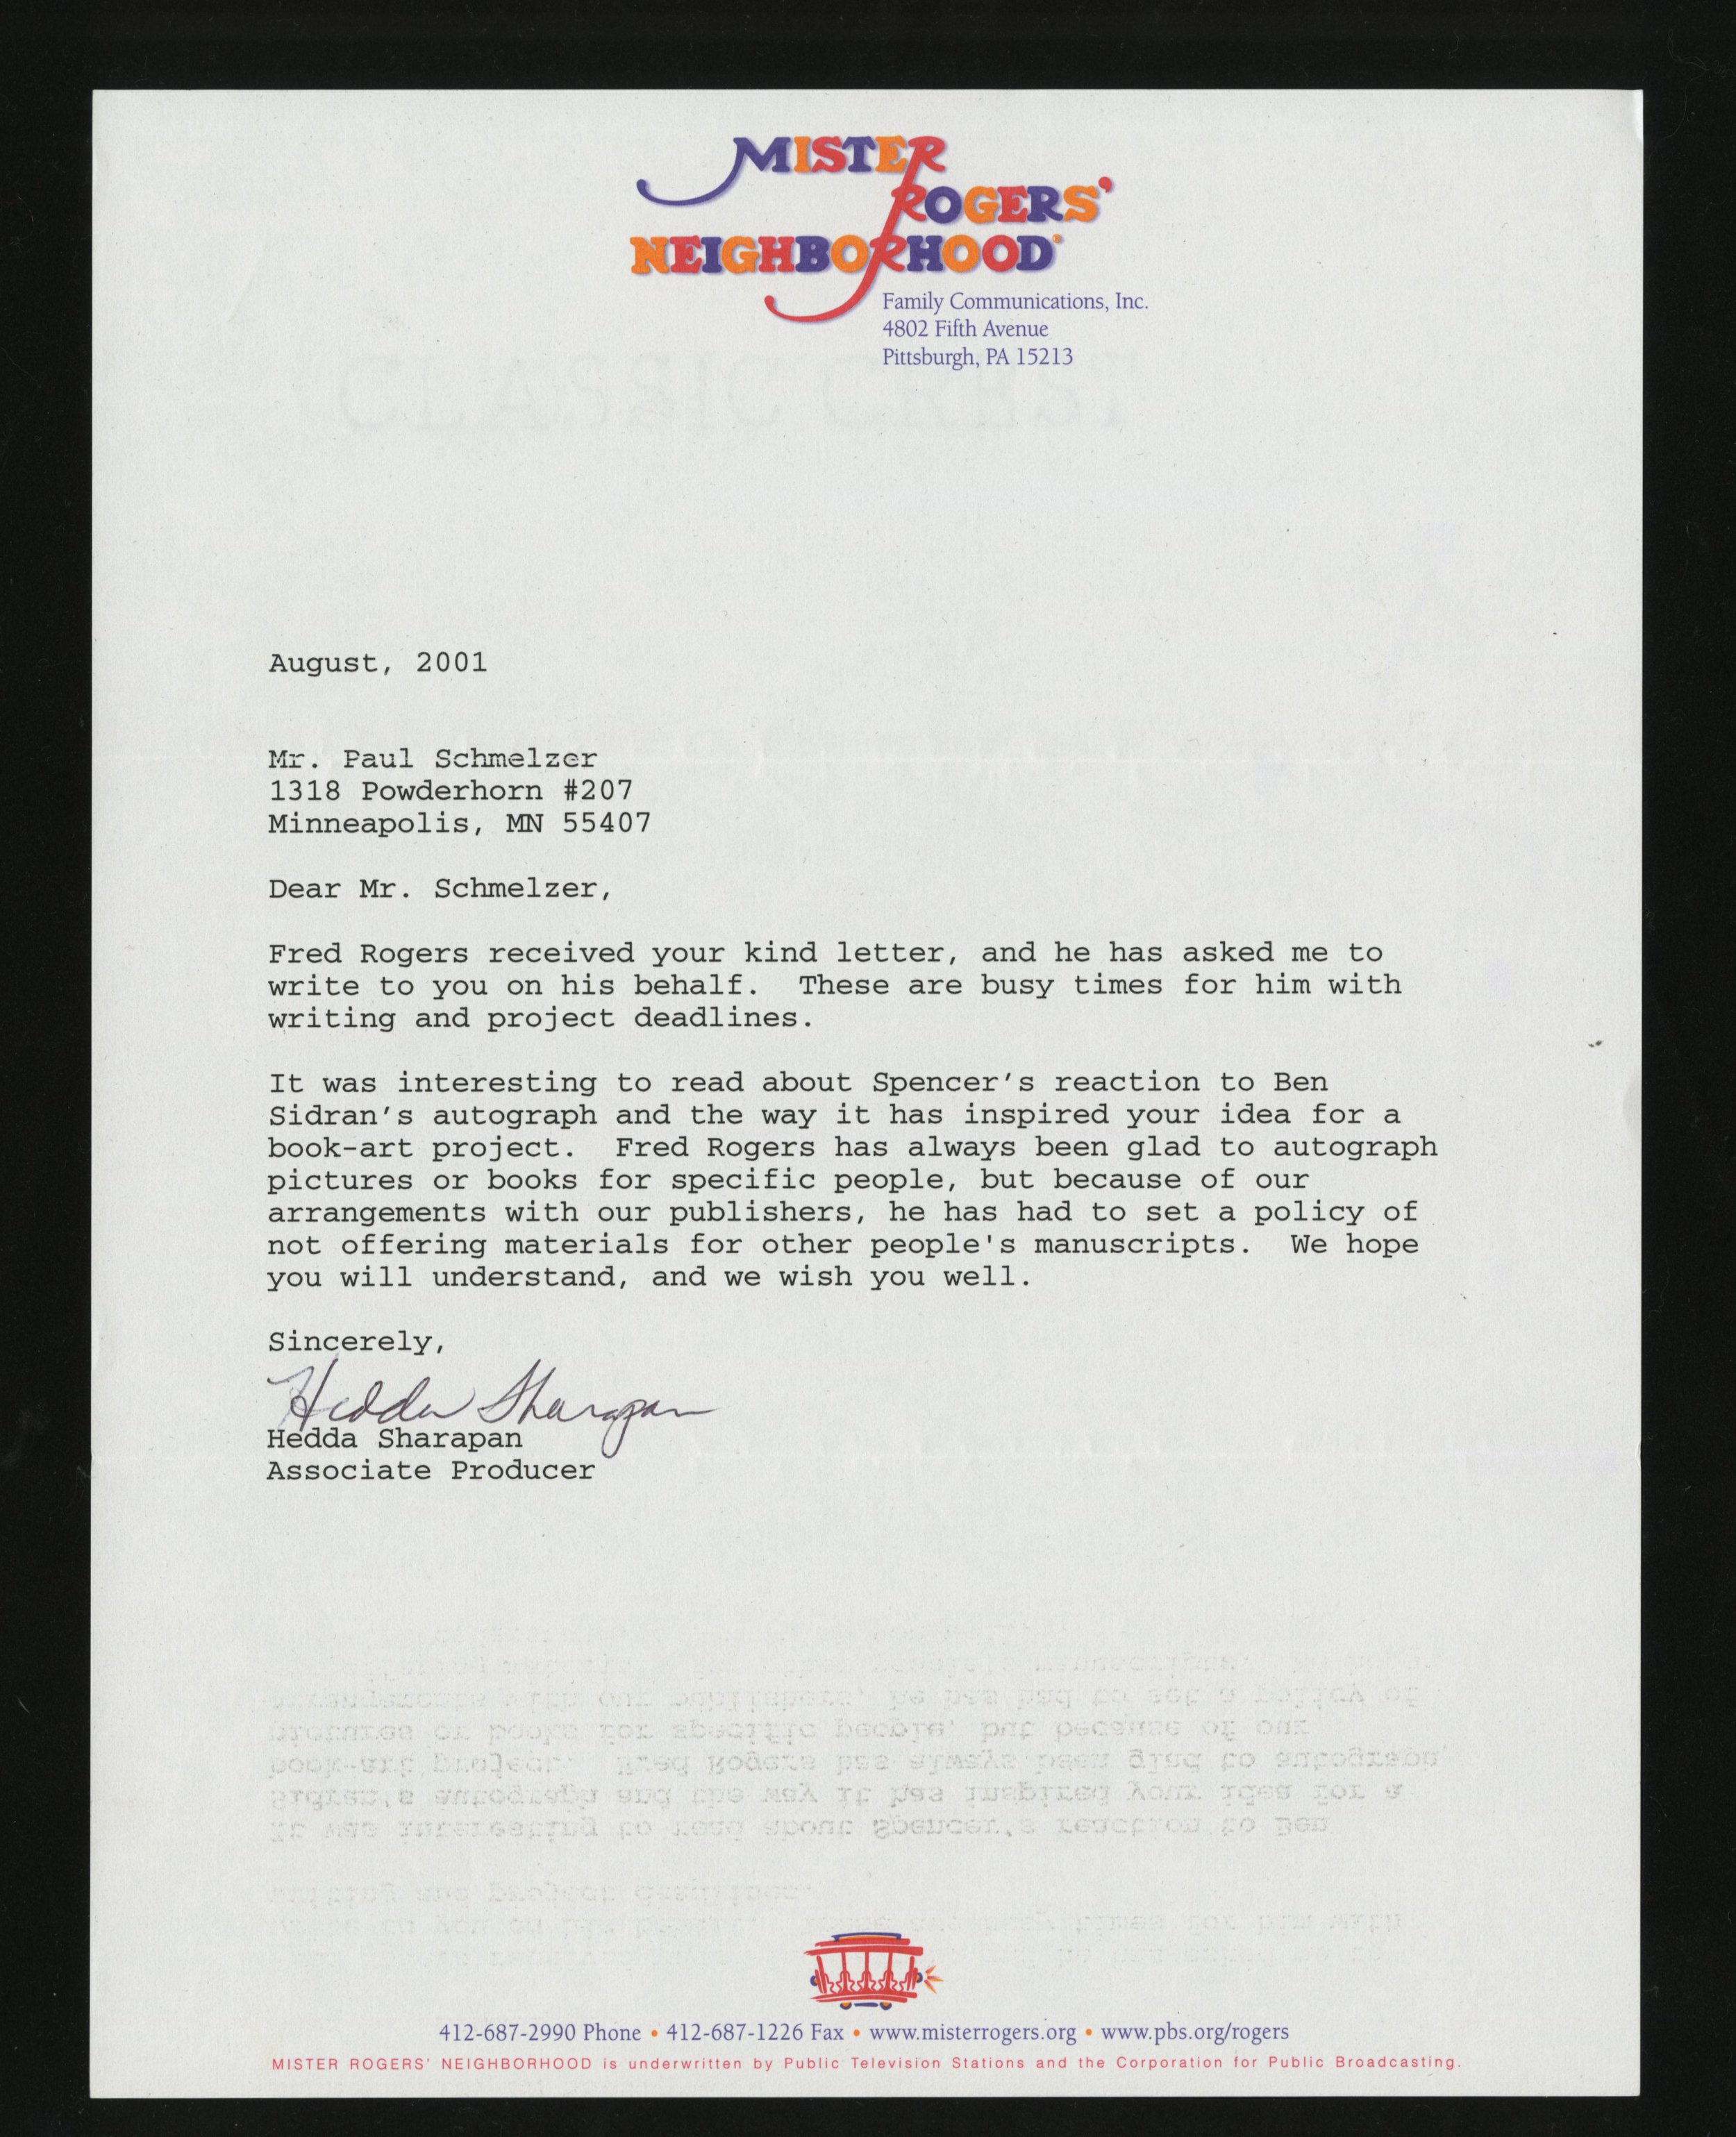 MISTER
ROGERS'
NEIGHBORHOOD®
Family Communications, Inc.
4802 Fifth Avenue
Pittsburgh, PA 15213
August, 2001
Mr. Paul Schmelzer
1318 Powderhorn #207
Minneapolis, MN 55407
Dear Mr. Schmelzer,
Fred Rogers received your kind letter, and he has asked me to
write to you on his behalf.  These are busy times for him with
writing and project deadlines.
It was interesting to read about Spencer's reaction to Ben
Sidran's autograph and the way it has inspired your idea for a
book-art project.  Fred Rogers has always been glad to autograph
pictures or books for specific people, but because of our
arrangements with our publishers, he has had to set a policy of
not offering materials for other people's manuscripts.  We hope
you will understand, and we wish you well.
Sincerely,
Hedda Sharapan
Hedda Sharapan
Associate Producer
412-687-2990 Phone • 412-687-1226 Fax • www.misterrogers.org • www.pbs.org/rogers
MISTER ROGERS' NEIGHBORHOOD is underwritten by Public Television Stations and the Corporation for Public Broadcasting.